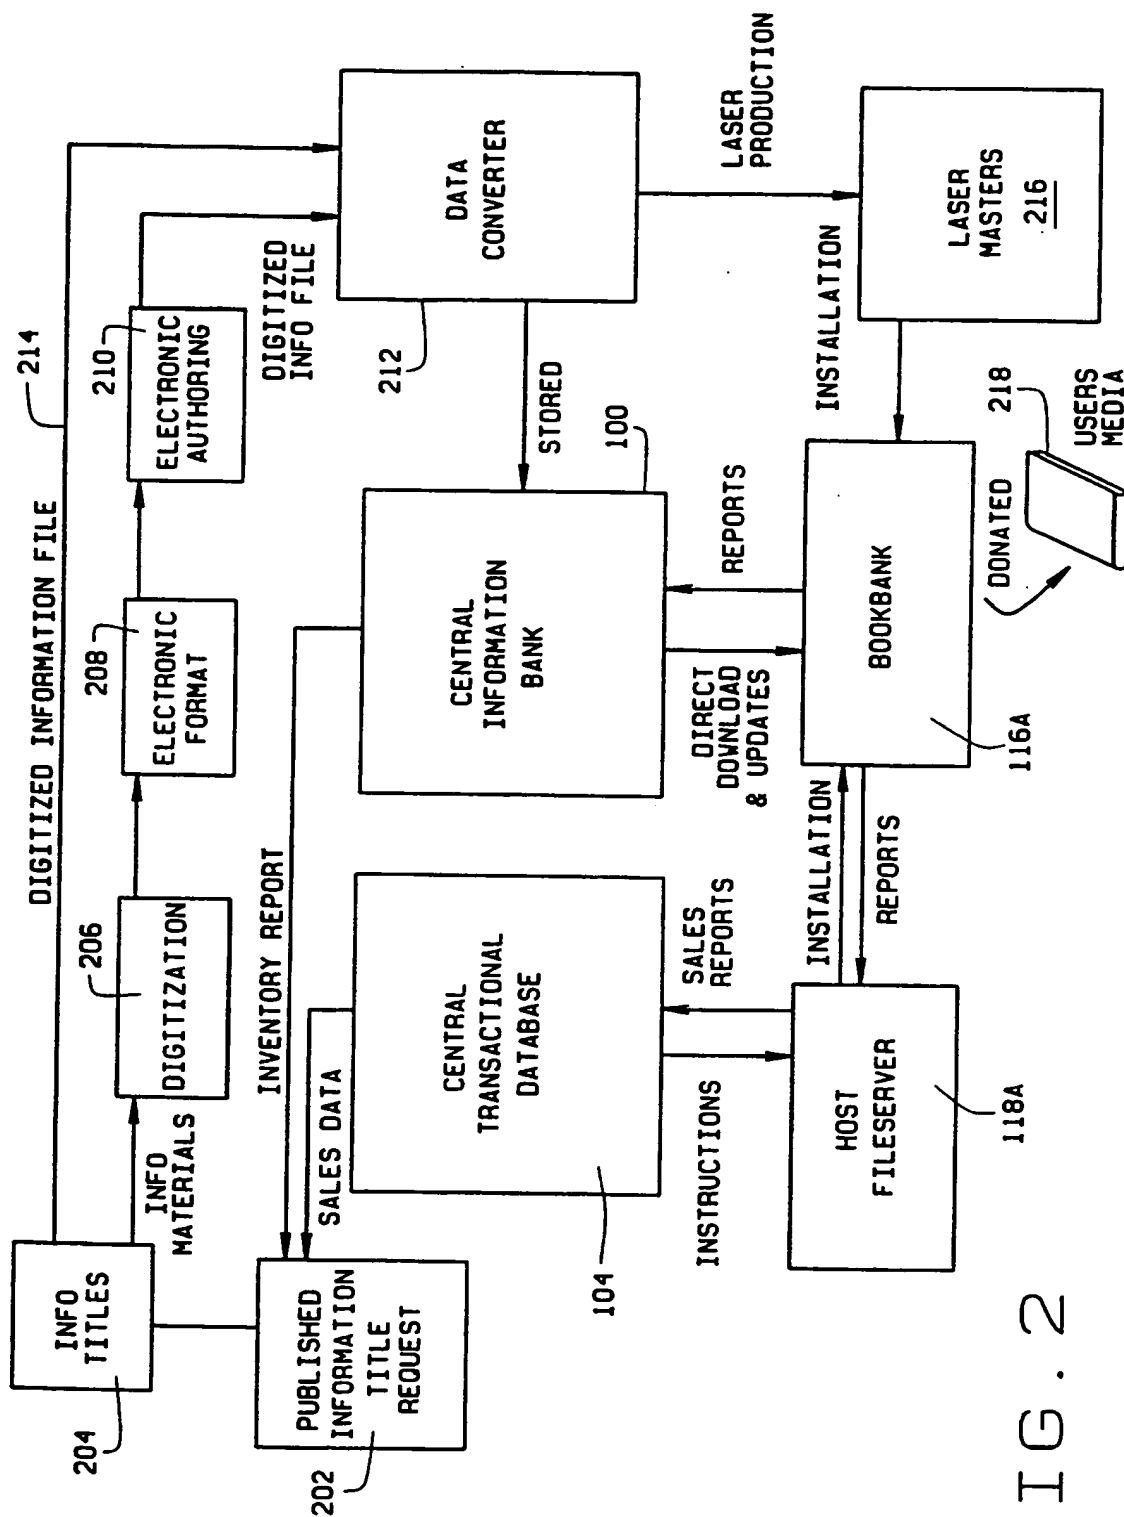 DIGITIZED INFORMATION FILE
214
INFO
TITLES
204
INFO
MATERIALS
206
DIGITIZATION
208
ELECTRONIC
FORMAT
210
ELECTRONIC
AUTHORING
DIGITIZED
INFO FILE
PUBLISHED
INFORMATION
TITLE
REQUEST
202
INVENTORY REPORT
SALES DATA
CENTRAL
TRANSACTIONAL
DATABASE
104
CENTRAL
INFORMATION
BANK
100
STORED
DATA
CONVERTER
212
INSTRUCTIONS
SALES
REPORTS
DIRECT
DOWNLOAD
& UPDATES
REPORTS
LASER
PRODUCTION
HOST
FILESERVER
118A
INSTALLATION
REPORTS
BOOKBANK
116A
INSTALLATION
LASER
MASTERS
216
DONATED
218
USERS
MEDIA
IG.2